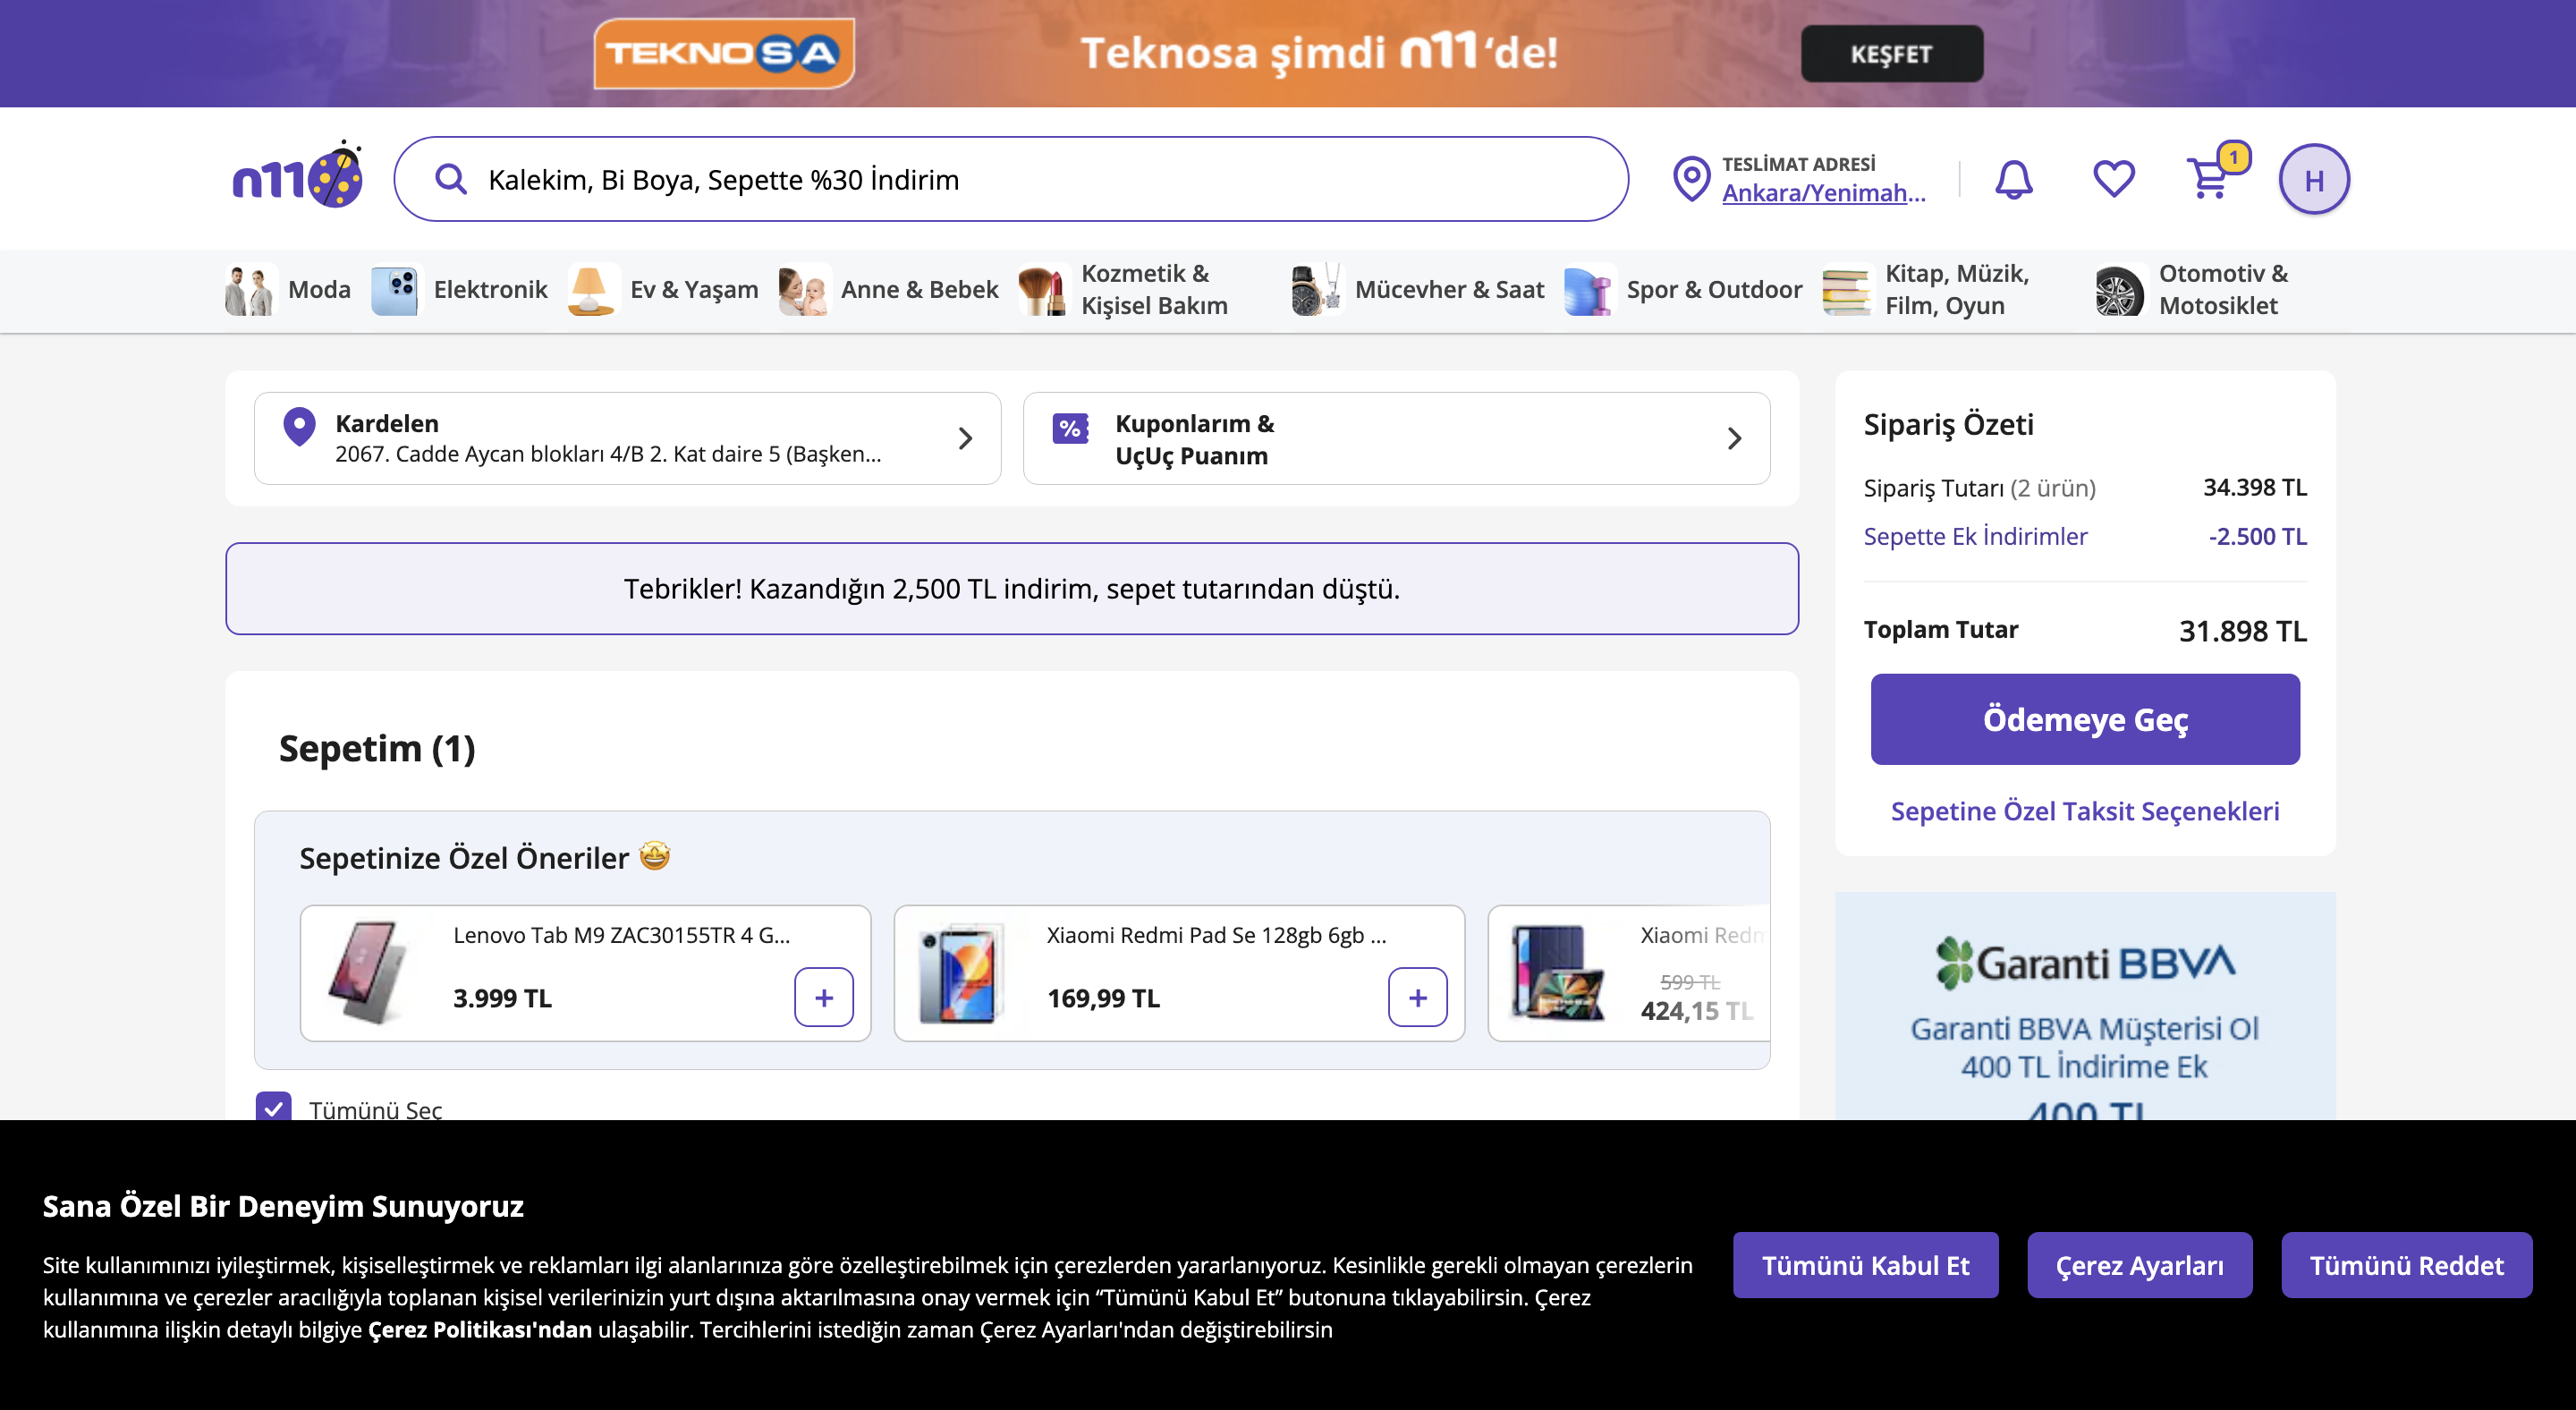 TEKNOSA
Teknosa şimdi n11'de!
KEŞFET
n11
Kalekim, Bi Boya, Sepette %30 İndirim
TESLİMAT ADRESİ
Ankara/Yenimah...
1
H
Moda
Elektronik
Ev & Yaşam
Anne & Bebek
Kozmetik &
Kişisel Bakım
Mücevher & Saat
Spor & Outdoor
Kitap, Müzik,
Film, Oyun
Otomotiv &
Motosiklet
Kardelen
2067. Cadde Aycan blokları 4/B 2. Kat daire 5 (Başken...
%
Kuponlarım &
UçUç Puanım
Tebrikler! Kazandığın 2,500 TL indirim, sepet tutarından düştü.
Sepetim (1)
Sepetinize Özel Öneriler 🤩
Lenovo Tab M9 ZAC30155TR 4 G...
3.999 TL
+
Xiaomi Redmi Pad Se 128gb 6gb ...
169,99 TL
+
Xiaomi Redm
599 TL
424,15 TL
Tümünü Seç
Sipariş Özeti
Sipariş Tutarı (2 ürün) 34.398 TL
Sepette Ek İndirimler -2.500 TL
Toplam Tutar 31.898 TL
Ödemeye Geç
Sepetine Özel Taksit Seçenekleri
Garanti BBVA
Garanti BBVA Müşterisi Ol
400 TL İndirime Ek
400 TL
Sana Özel Bir Deneyim Sunuyoruz
Site kullanımınızı iyileştirmek, kişiselleştirmek ve reklamları ilgi alanlarınıza göre özelleştirebilmek için çerezlerden yararlanıyoruz. Kesinlikle gerekli olmayan çerezlerin
kullanımına ve çerezler aracılığıyla toplanan kişisel verilerinizin yurt dışına aktarılmasına onay vermek için “Tümünü Kabul Et” butonuna tıklayabilirsin. Çerez
kullanımına ilişkin detaylı bilgiye Çerez Politikası'ndan ulaşabilir. Tercihlerini istediğin zaman Çerez Ayarları'ndan değiştirebilirsin
Tümünü Kabul Et
Çerez Ayarları
Tümünü Reddet